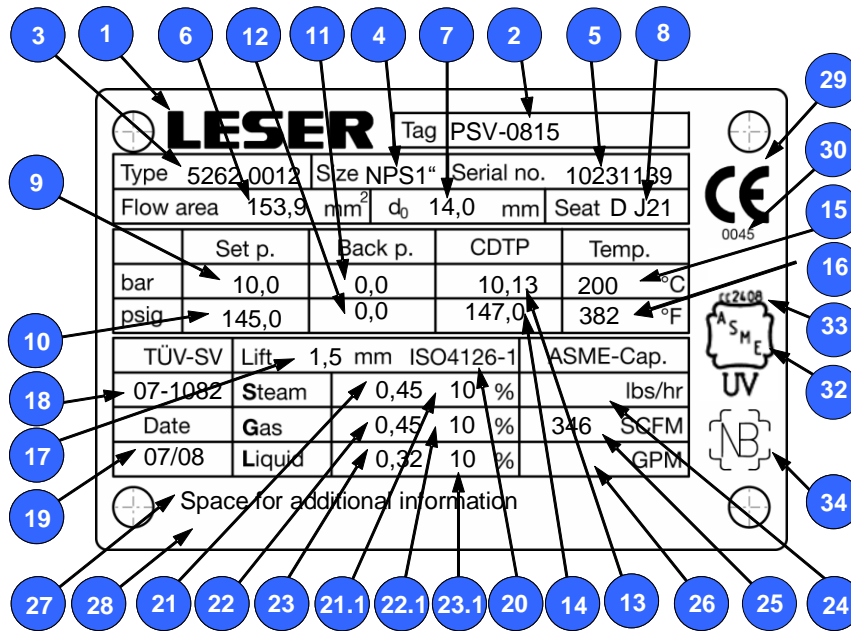 3 1 6 12 11 4 7 2 5 8
29
LESER Tag PSV-0815
30
Type 5262.0012 Size NPS1“ Serial no. 10231139
9
Flow area 153,9 mm² d₀ 14,0 mm Seat D J21
CE
0045
15
Set p. Back p. CDTP Temp.
16
bar 10,0 0,0 10,13 200 °C
psig 145,0 0,0 147,0 382 °F
cc2408
33
10
ASME
TÜV-SV Lift 1,5 mm ISO4126-1 ASME-Cap.
32
UV
18
07-1082 Steam 0,45 10 % lbs/hr
Date Gas 0,45 10 % 346 SCFM
NB
17
07/08 Liquid 0,32 10 % GPM
34
19
Space for additional information
27 28 21 22 23 21.1 22.1 23.1 20 14 13 26 25 24